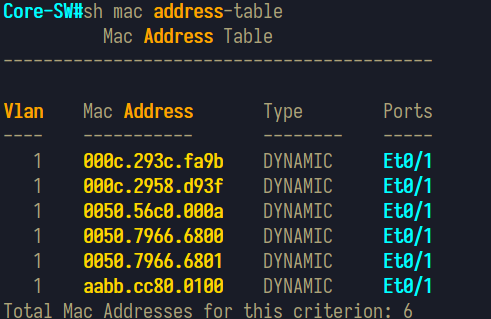 Core-SW#sh mac address-table
Mac Address Table
-------------------------------------------
Vlan    Mac Address       Type        Ports
----    -----------       --------    -----
1    000c.293c.fa9b    DYNAMIC     Et0/1
1    000c.2958.d93f    DYNAMIC     Et0/1
1    0050.56c0.000a    DYNAMIC     Et0/1
1    0050.7966.6800    DYNAMIC     Et0/1
1    0050.7966.6801    DYNAMIC     Et0/1
1    aabb.cc80.0100    DYNAMIC     Et0/1
Total Mac Addresses for this criterion: 6